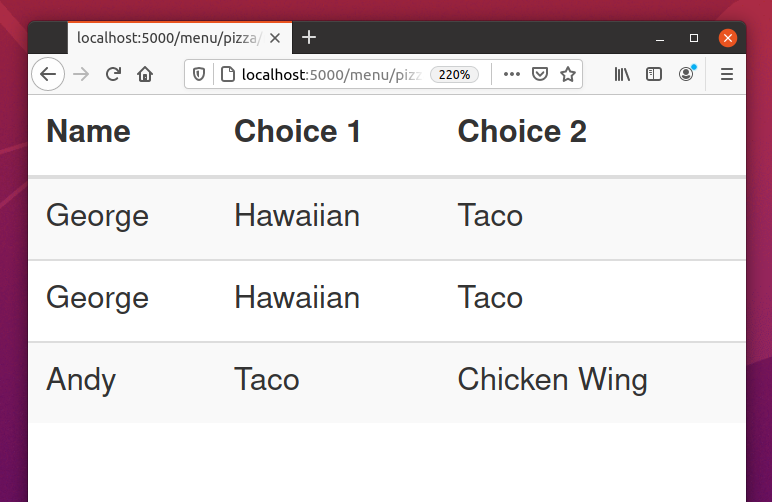 localhost:5000/menu/pizza/
localhost:5000/menu/pizz 220%
Name Choice 1 Choice 2
George Hawaiian Taco
George Hawaiian Taco
Andy Taco Chicken Wing